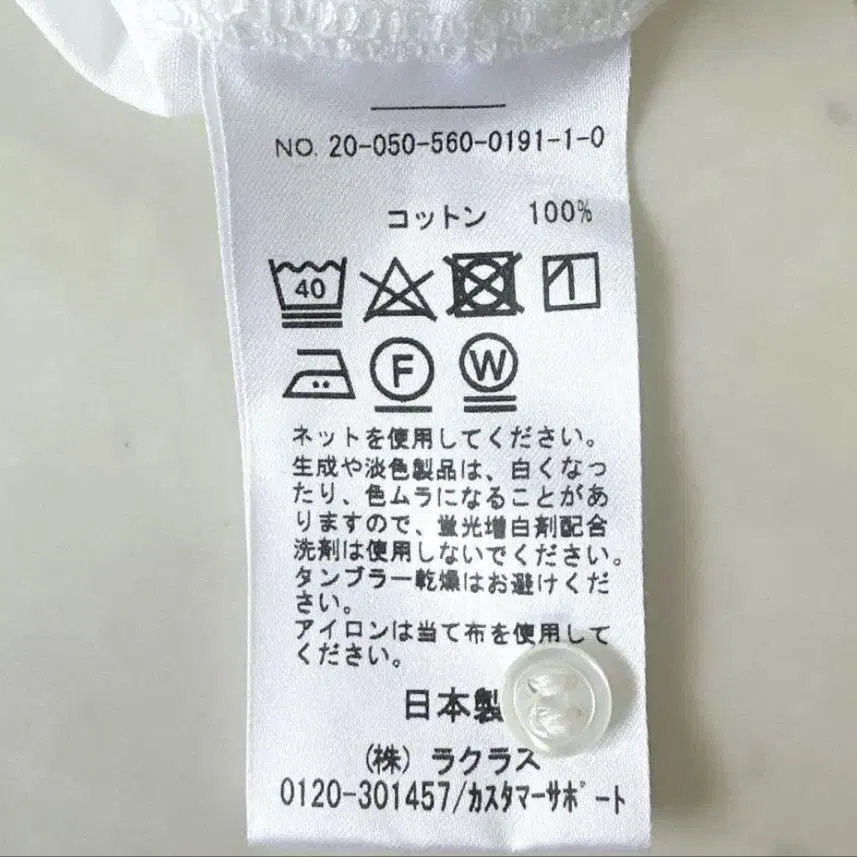 NO. 20-050-560-0191-1-0
コットン 100%
40
F W
ネットを使用してください。
生成や淡色製品は、白くなっ
たり、色ムラになることがあ
りますので、蛍光増白剤配合
洗剤は使用しないでください。
タンブラー乾燥はお避けくだ
さい。
アイロンは当て布を使用して
ください。
日本製
(株) ラクラス
0120-301457/カスタマーサポート